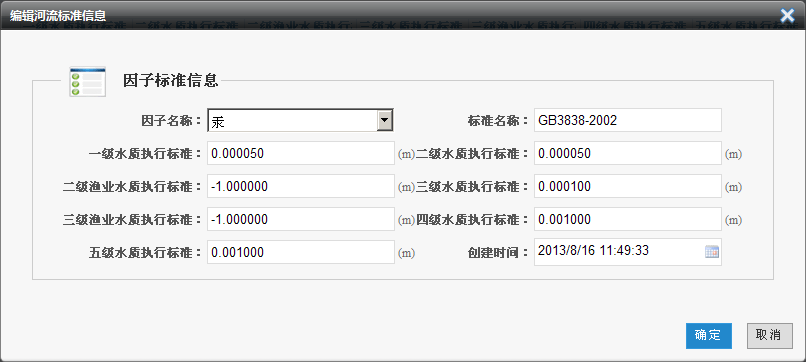 编辑河流标准信息
因子标准信息
因子名称： 汞 标准名称： GB3838-2002
一级水质执行标准： 0.000050 (m) 二级水质执行标准： 0.000050 (m)
二级渔业水质执行标准： -1.000000 (m) 三级水质执行标准： 0.000100 (m)
三级渔业水质执行标准： -1.000000 (m) 四级水质执行标准： 0.001000 (m)
五级水质执行标准： 0.001000 (m) 创建时间： 2013/8/16 11:49:33
确定 取消